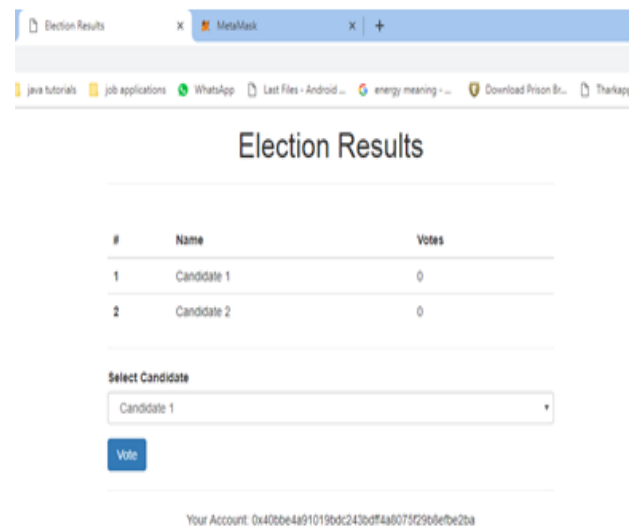 Election Results MetaMask
java tutorials job applications WhatsApp Last Files - Android ... energy meaning - ... Download Prison Br... Tharkapp
Election Results
# Name Votes
1 Candidate 1 0
2 Candidate 2 0
Select Candidate
Candidate 1
Vote
Your Account: 0x40bbe4a91019bdc243bdff4a8075f29b8efbe2ba